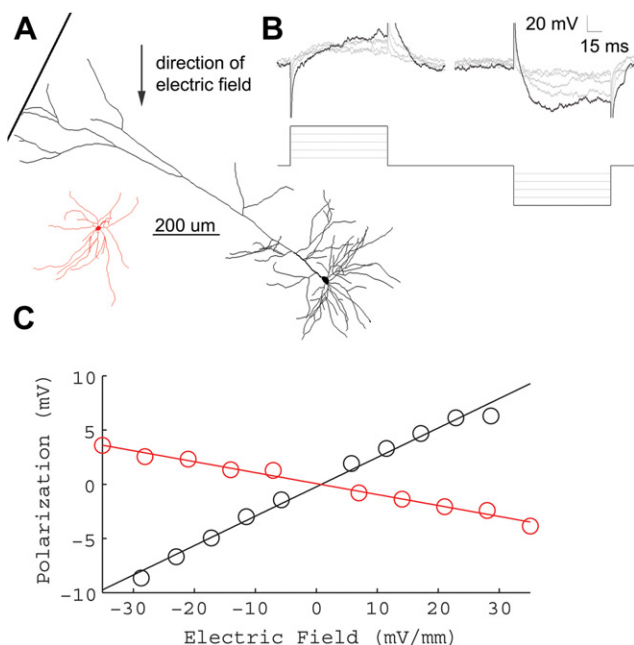 A
direction of
electric field
200 um
B
20 mV
15 ms
C
10
5
0
−5
−10
Polarization (mV)
−30 −20 −10 0 10 20 30
Electric Field (mV/mm)